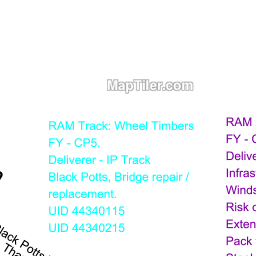 MapTiler.com
RAM Track: Wheel Timbers
FY - CP5.
Deliverer - IP Track
Black Potts, Bridge repair /
replacement.
UID 44340115
UID 44340215
RAM
FY - C
Delive
Infras
Winds
Risk o
Exten
Pack
Black Potts
Tha